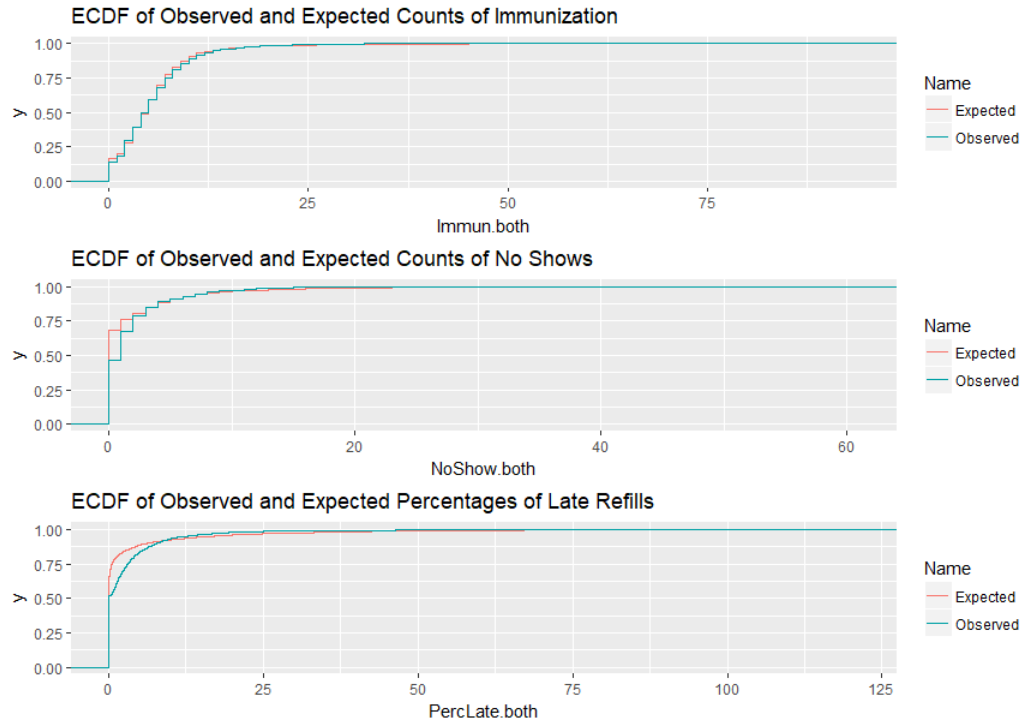 ECDF of Observed and Expected Counts of Immunization
1.00
0.75
0.50
0.25
0.00
y
0 25 50 75
Immun.both
Name
Expected
Observed
ECDF of Observed and Expected Counts of No Shows
1.00
0.75
0.50
0.25
0.00
y
0 20 40 60
NoShow.both
Name
Expected
Observed
ECDF of Observed and Expected Percentages of Late Refills
1.00
0.75
0.50
0.25
0.00
y
0 25 50 75 100 125
PercLate.both
Name
Expected
Observed